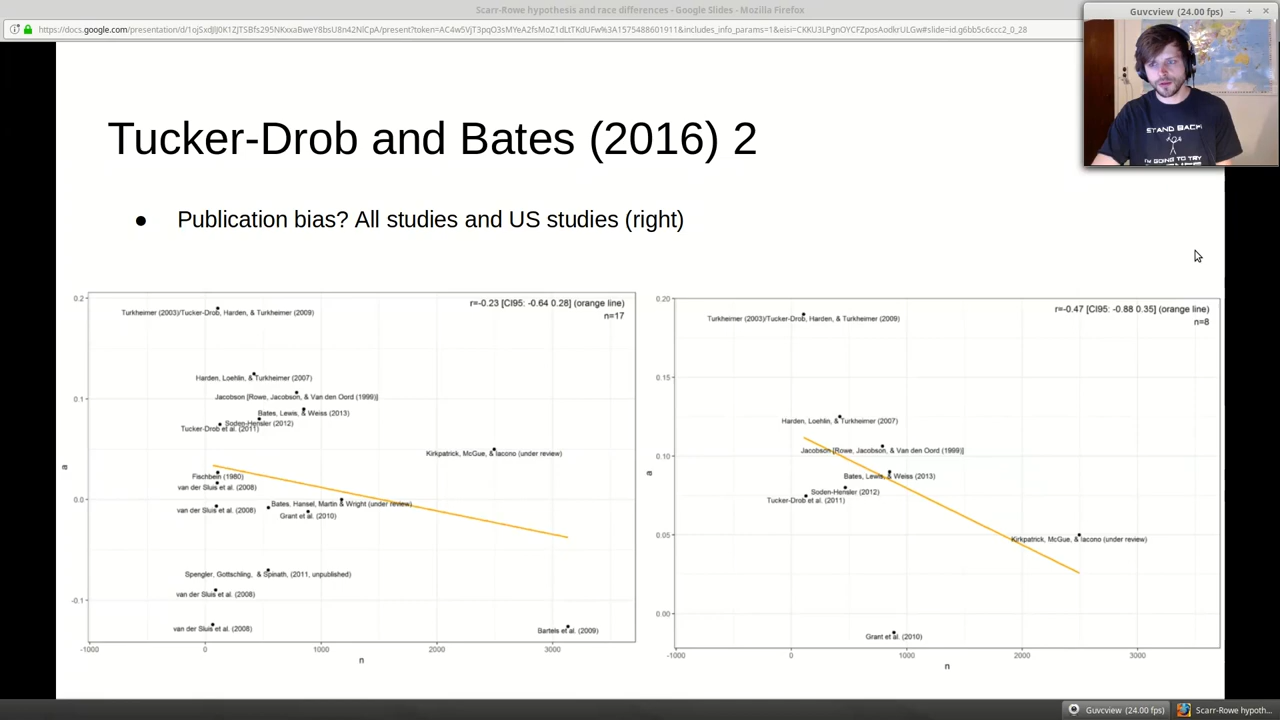 Scarr-Rowe hypothesis and race differences - Google Slides - Mozilla Firefox
Guvcview (24.00 fps)
STAND BACK!
I'M GOING TO TRY
Tucker-Drob and Bates (2016) 2
● Publication bias? All studies and US studies (right)
r=-0.23 [CI95: -0.64 0.28] (orange line)
n=17
0.2
Turkheimer (2003)/Tucker-Drob, Harden, & Turkheimer (2009)
Harden, Loehlin, & Turkheimer (2007)
Jacobson [Rowe, Jacobson, & Van den Oord (1999)]
0.1
Bates, Lewis, & Weiss (2013)
Soden-Hensler (2012)
Tucker-Drob et al. (2011)
Kirkpatrick, McGue, & Iacono (under review)
a
Fischbein (1980)
van der Sluis et al. (2008)
0.0
Bates, Hansel, Martin & Wright (under review)
van der Sluis et al. (2008)
Grant et al. (2010)
Spengler, Gottschling, & Spinath, (2011, unpublished)
van der Sluis et al. (2008)
-0.1
van der Sluis et al. (2008)
Bartels et al. (2009)
-1000 0 1000 2000 3000
n
r=-0.47 [CI95: -0.88 0.35] (orange line)
n=8
0.20
Turkheimer (2003)/Tucker-Drob, Harden, & Turkheimer (2009)
0.15
Harden, Loehlin, & Turkheimer (2007)
Jacobson [Rowe, Jacobson, & Van den Oord (1999)]
0.10
a
Bates, Lewis, & Weiss (2013)
Soden-Hensler (2012)
Tucker-Drob et al. (2011)
0.05
Kirkpatrick, McGue, & Iacono (under review)
0.00
Grant et al. (2010)
-1000 0 1000 2000 3000
n
Guvcview (24.00 fps)
Scarr-Rowe hypoth...